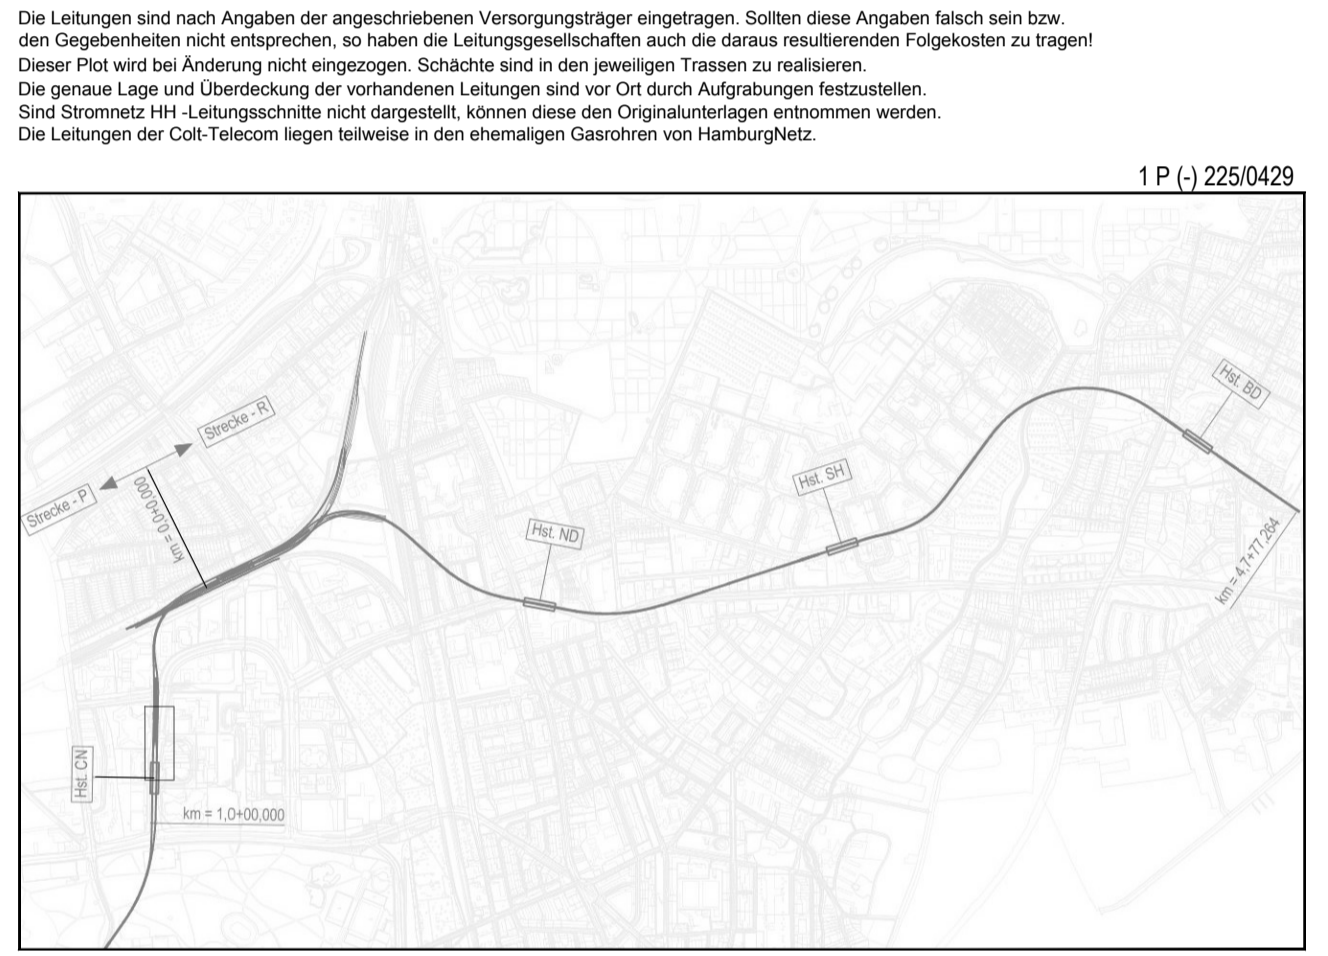 Die Leitungen sind nach Angaben der angeschriebenen Versorgungsträger eingetragen. Sollten diese Angaben falsch sein bzw.
den Gegebenheiten nicht entsprechen, so haben die Leitungsgesellschaften auch die daraus resultierenden Folgekosten zu tragen!
Dieser Plot wird bei Änderung nicht eingezogen. Schächte sind in den jeweiligen Trassen zu realisieren.
Die genaue Lage und Überdeckung der vorhandenen Leitungen sind vor Ort durch Aufgrabungen festzustellen.
Sind Stromnetz HH -Leitungsschnitte nicht dargestellt, können diese den Originalunterlagen entnommen werden.
Die Leitungen der Colt-Telecom liegen teilweise in den ehemaligen Gasrohren von HamburgNetz.
1 P (-) 225/0429
Hst. BD
Strecke - R
Strecke - P
km = 0,0+0,000
Hst. SH
Hst. ND
km = 4,7+77,264
Hst. CN
km = 1,0+00,000